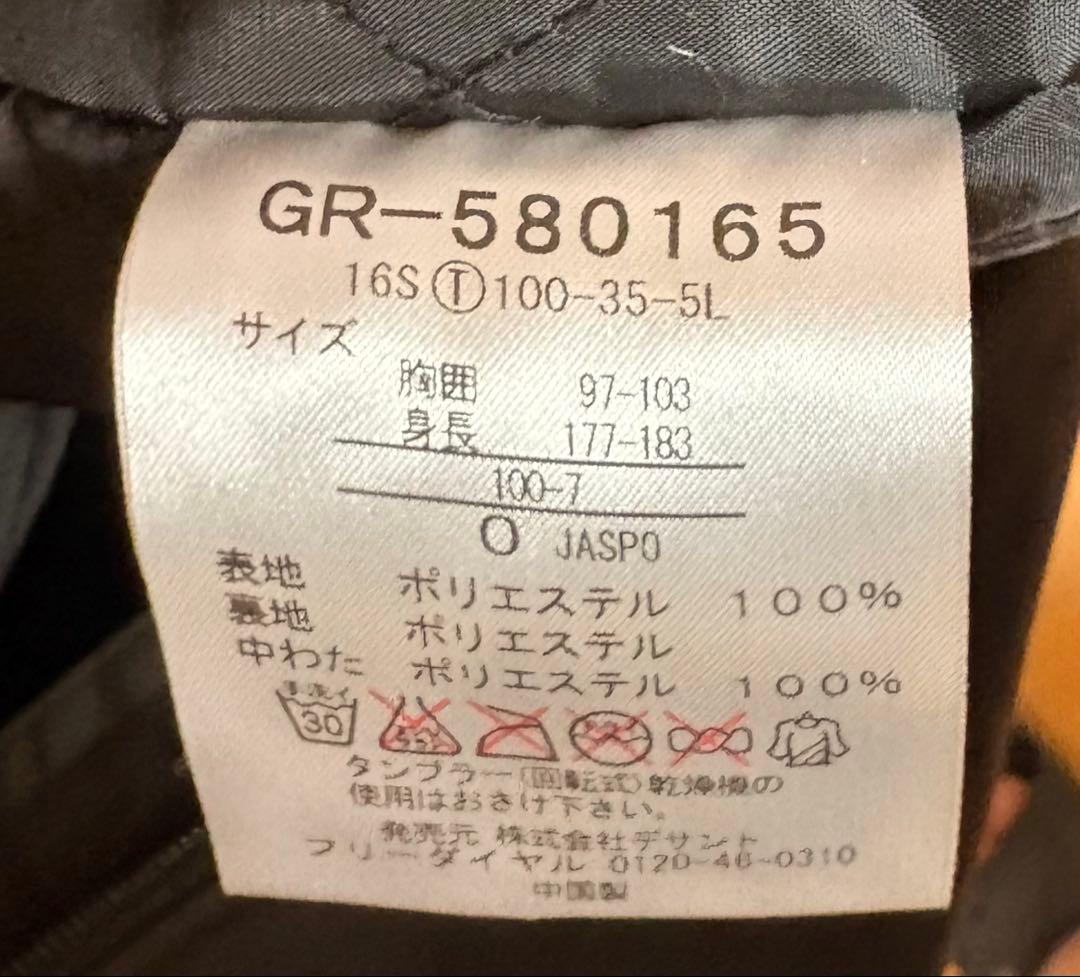 GR-580165
16S Ⓣ 100-35-5L
サイズ
胸囲 97-103
身長 177-183
100-7
O JASPO
表地 ポリエステル 100%
裏地 ポリエステル
中わた ポリエステル 100%
手洗イ 30
タンブラー(回転式)乾燥機の
使用はおさけ下さい。
発売元 株式会社デサント
フリーダイヤル 0120-46-0310
中国製